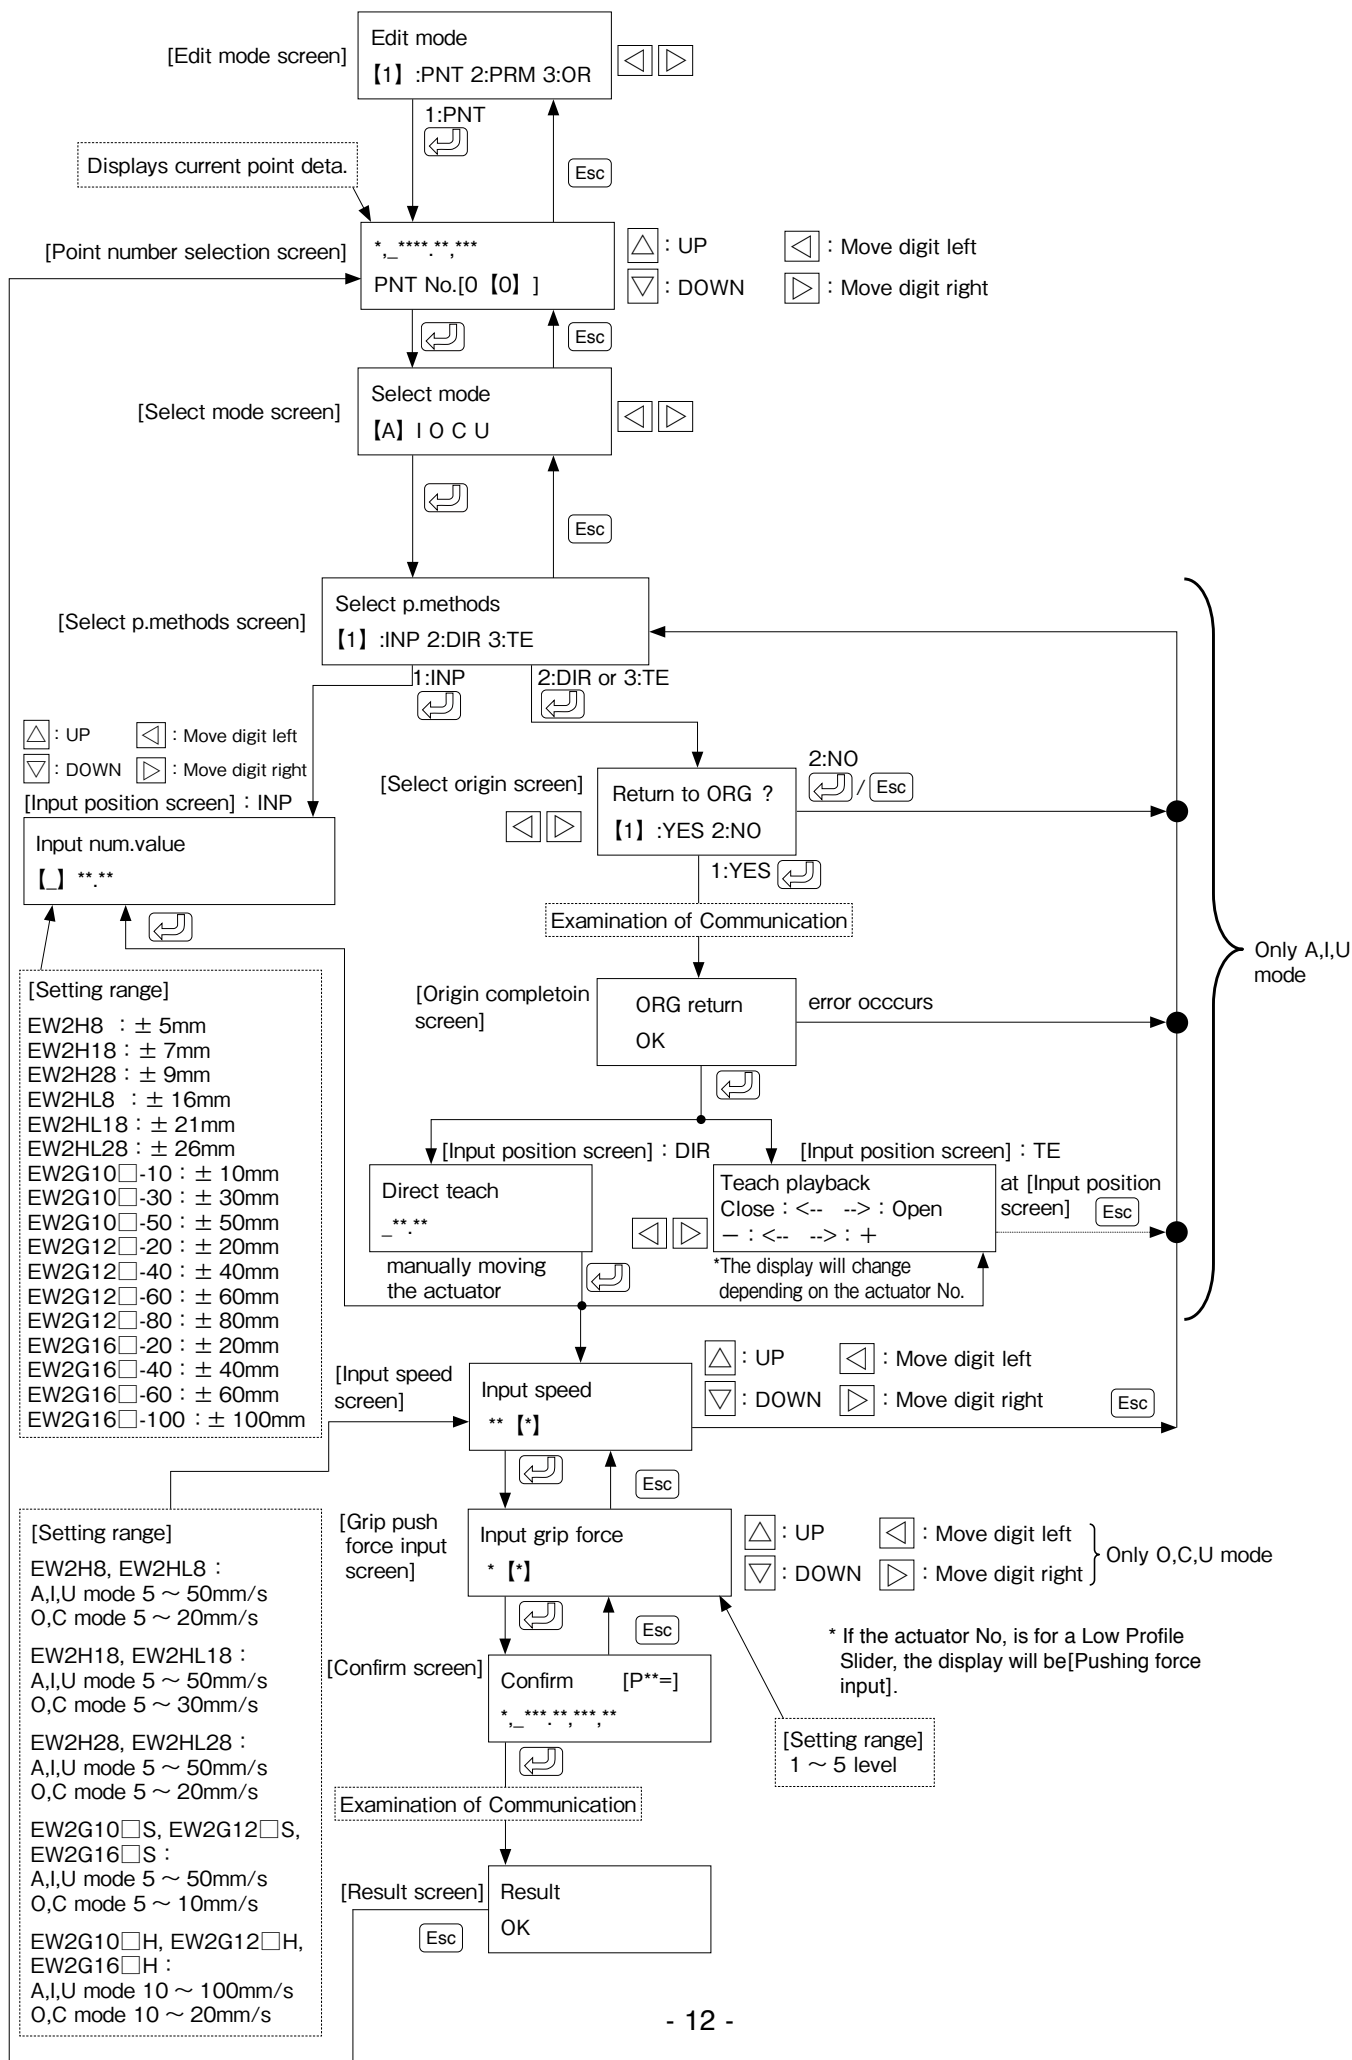 [Edit mode screen]
Edit mode
【1】:PNT 2:PRM 3:OR
1:PNT
Displays current point deta.
Esc
[Point number selection screen]
*,_****.**,***
PNT No.[0【0】]
: UP
: Move digit left
: DOWN
: Move digit right
Esc
[Select mode screen]
Select mode
【A】I O C U
Esc
[Select p.methods screen]
Select p.methods
【1】:INP 2:DIR 3:TE
1:INP
2:DIR or 3:TE
: UP
: Move digit left
: DOWN
: Move digit right
[Input position screen] : INP
Input num.value
【_】**.**
[Select origin screen]
Return to ORG ?
【1】:YES 2:NO
2:NO
/ Esc
1:YES
Examination of Communication
[Origin completoin
screen]
ORG return
OK
error occcurs
Only A,I,U
mode
[Setting range]
EW2H8 : ± 5mm
EW2H18 : ± 7mm
EW2H28 : ± 9mm
EW2HL8 : ± 16mm
EW2HL18 : ± 21mm
EW2HL28 : ± 26mm
EW2G10□-10 : ± 10mm
EW2G10□-30 : ± 30mm
EW2G10□-50 : ± 50mm
EW2G12□-20 : ± 20mm
EW2G12□-40 : ± 40mm
EW2G12□-60 : ± 60mm
EW2G12□-80 : ± 80mm
EW2G16□-20 : ± 20mm
EW2G16□-40 : ± 40mm
EW2G16□-60 : ± 60mm
EW2G16□-100 : ± 100mm
[Input position screen] : DIR
Direct teach
_**.**
manually moving
the actuator
[Input position screen] : TE
Teach playback
Close : <-- --> : Open
− : <-- --> : +
*The display will change
depending on the actuator No.
at [Input position
screen] Esc
[Input speed
screen]
Input speed
**【*】
: UP
: Move digit left
: DOWN
: Move digit right
Esc
Esc
[Setting range]
EW2H8, EW2HL8 :
A,I,U mode 5 ～ 50mm/s
O,C mode 5 ～ 20mm/s
EW2H18, EW2HL18 :
A,I,U mode 5 ～ 50mm/s
O,C mode 5 ～ 30mm/s
EW2H28, EW2HL28 :
A,I,U mode 5 ～ 50mm/s
O,C mode 5 ～ 20mm/s
EW2G10□S, EW2G12□S,
EW2G16□S :
A,I,U mode 5 ～ 50mm/s
O,C mode 5 ～ 10mm/s
EW2G10□H, EW2G12□H,
EW2G16□H :
A,I,U mode 10 ～ 100mm/s
O,C mode 10 ～ 20mm/s
[Grip push
force input
screen]
Input grip force
*【*】
: UP
: Move digit left
: DOWN
: Move digit right
Only O,C,U mode
Esc
* If the actuator No, is for a Low Profile
Slider, the display will be[Pushing force
input].
[Confirm screen]
Confirm [P**=]
*,_***.**,***,**
[Setting range]
1 ～ 5 level
Examination of Communication
[Result screen]
Result
OK
Esc
- 12 -